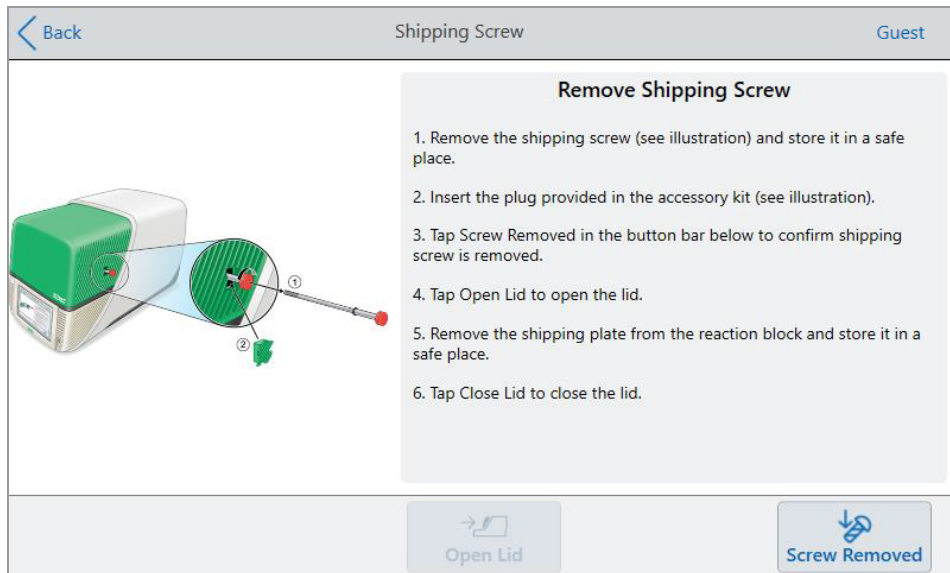 Back
Shipping Screw
Guest
Remove Shipping Screw
1. Remove the shipping screw (see illustration) and store it in a safe
place.
2. Insert the plug provided in the accessory kit (see illustration).
3. Tap Screw Removed in the button bar below to confirm shipping
screw is removed.
4. Tap Open Lid to open the lid.
5. Remove the shipping plate from the reaction block and store it in a
safe place.
6. Tap Close Lid to close the lid.
1
2
Open Lid
Screw Removed